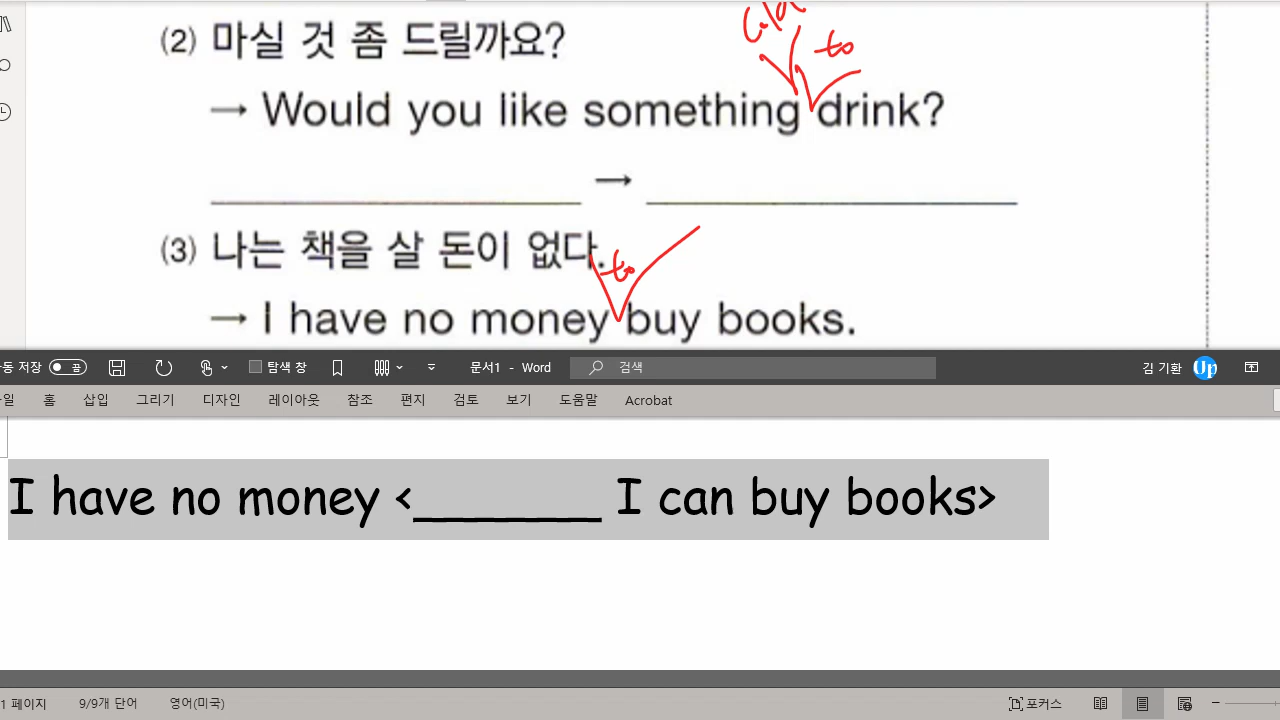 (2) 마실 것 좀 드릴까요?
to
→ Would you like something drink?
→
(3) 나는 책을 살 돈이 없다.
to
→ I have no money buy books.
동 저장 끔 탐색 창 문서1 - Word 검색 김 기환 Up
일 홈 삽입 그리기 디자인 레이아웃 참조 편지 검토 보기 도움말 Acrobat
I have no money <_______ I can buy books>
1 페이지 9/9개 단어 영어(미국) 포커스